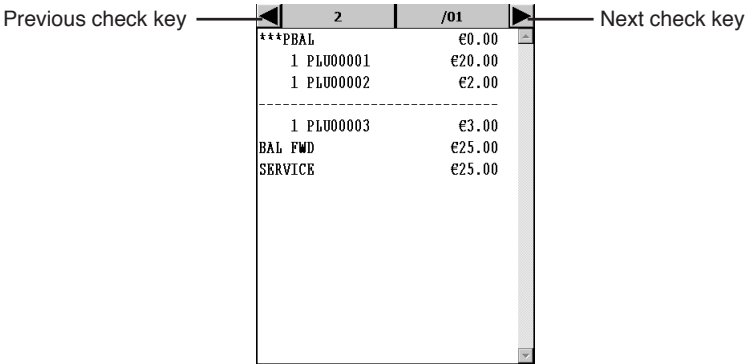 Previous check key 2 /01 Next check key
***PBAL €0.00
1 PLU00001 €20.00
1 PLU00002 €2.00
--------------------------------
1 PLU00003 €3.00
BAL FWD €25.00
SERVICE €25.00